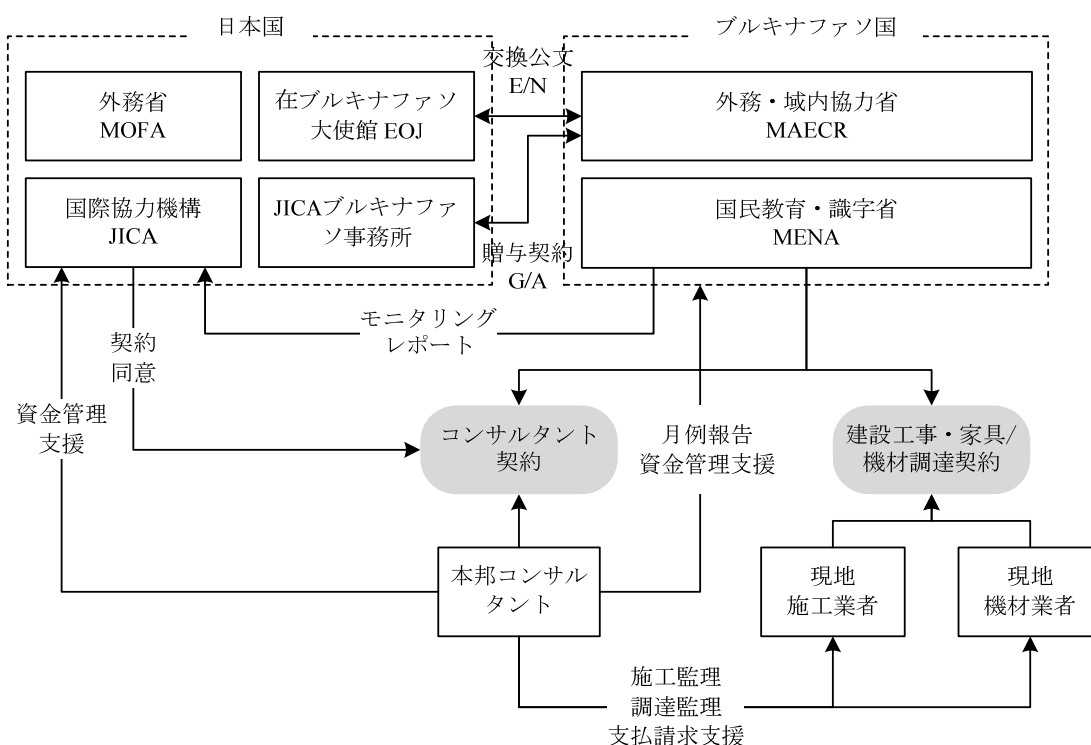 日本国
ブルキナファソ国
交換公文
E/N
外務省
MOFA
在ブルキナファソ
大使館 EOJ
外務・域内協力省
MAECR
国際協力機構
JICA
JICAブルキナファ
ソ事務所
国民教育・識字省
MENA
贈与契約
G/A
モニタリング
レポート
契約
同意
資金管理
支援
コンサルタント
契約
月例報告
資金管理支援
建設工事・家具/
機材調達契約
本邦コンサル
タント
現地
施工業者
現地
機材業者
施工監理
調達監理
支払請求支援